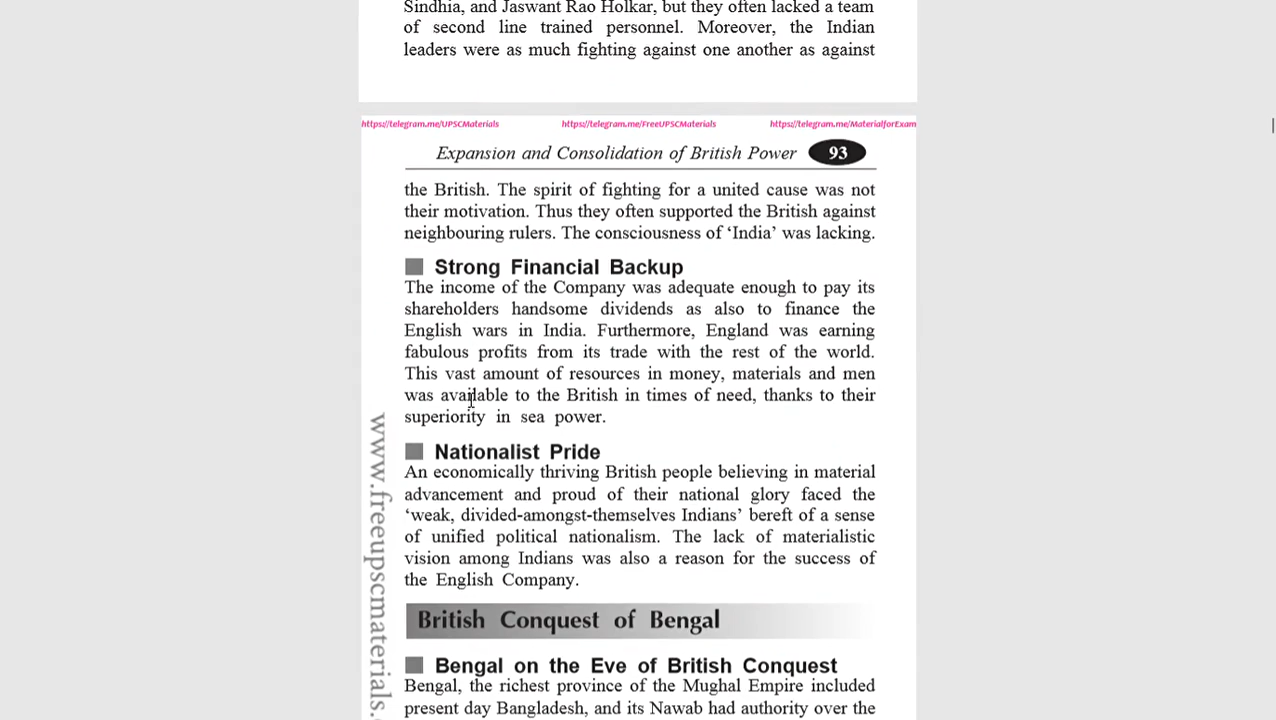 Sindhia, and Jaswant Rao Holkar, but they often lacked a team
of second line trained personnel. Moreover, the Indian
leaders were as much fighting against one another as against
https://telegram.me/UPSCMaterials https://telegram.me/FreeUPSCMaterials https://telegram.me/MaterialforExam
Expansion and Consolidation of British Power 93
the British. The spirit of fighting for a united cause was not
their motivation. Thus they often supported the British against
neighbouring rulers. The consciousness of ‘India’ was lacking.
Strong Financial Backup
The income of the Company was adequate enough to pay its
shareholders handsome dividends as also to finance the
English wars in India. Furthermore, England was earning
fabulous profits from its trade with the rest of the world.
This vast amount of resources in money, materials and men
was available to the British in times of need, thanks to their
superiority in sea power.
Nationalist Pride
An economically thriving British people believing in material
advancement and proud of their national glory faced the
‘weak, divided-amongst-themselves Indians’ bereft of a sense
of unified political nationalism. The lack of materialistic
vision among Indians was also a reason for the success of
the English Company.
British Conquest of Bengal
Bengal on the Eve of British Conquest
Bengal, the richest province of the Mughal Empire included
present day Bangladesh, and its Nawab had authority over the
www.freeupscmaterials.